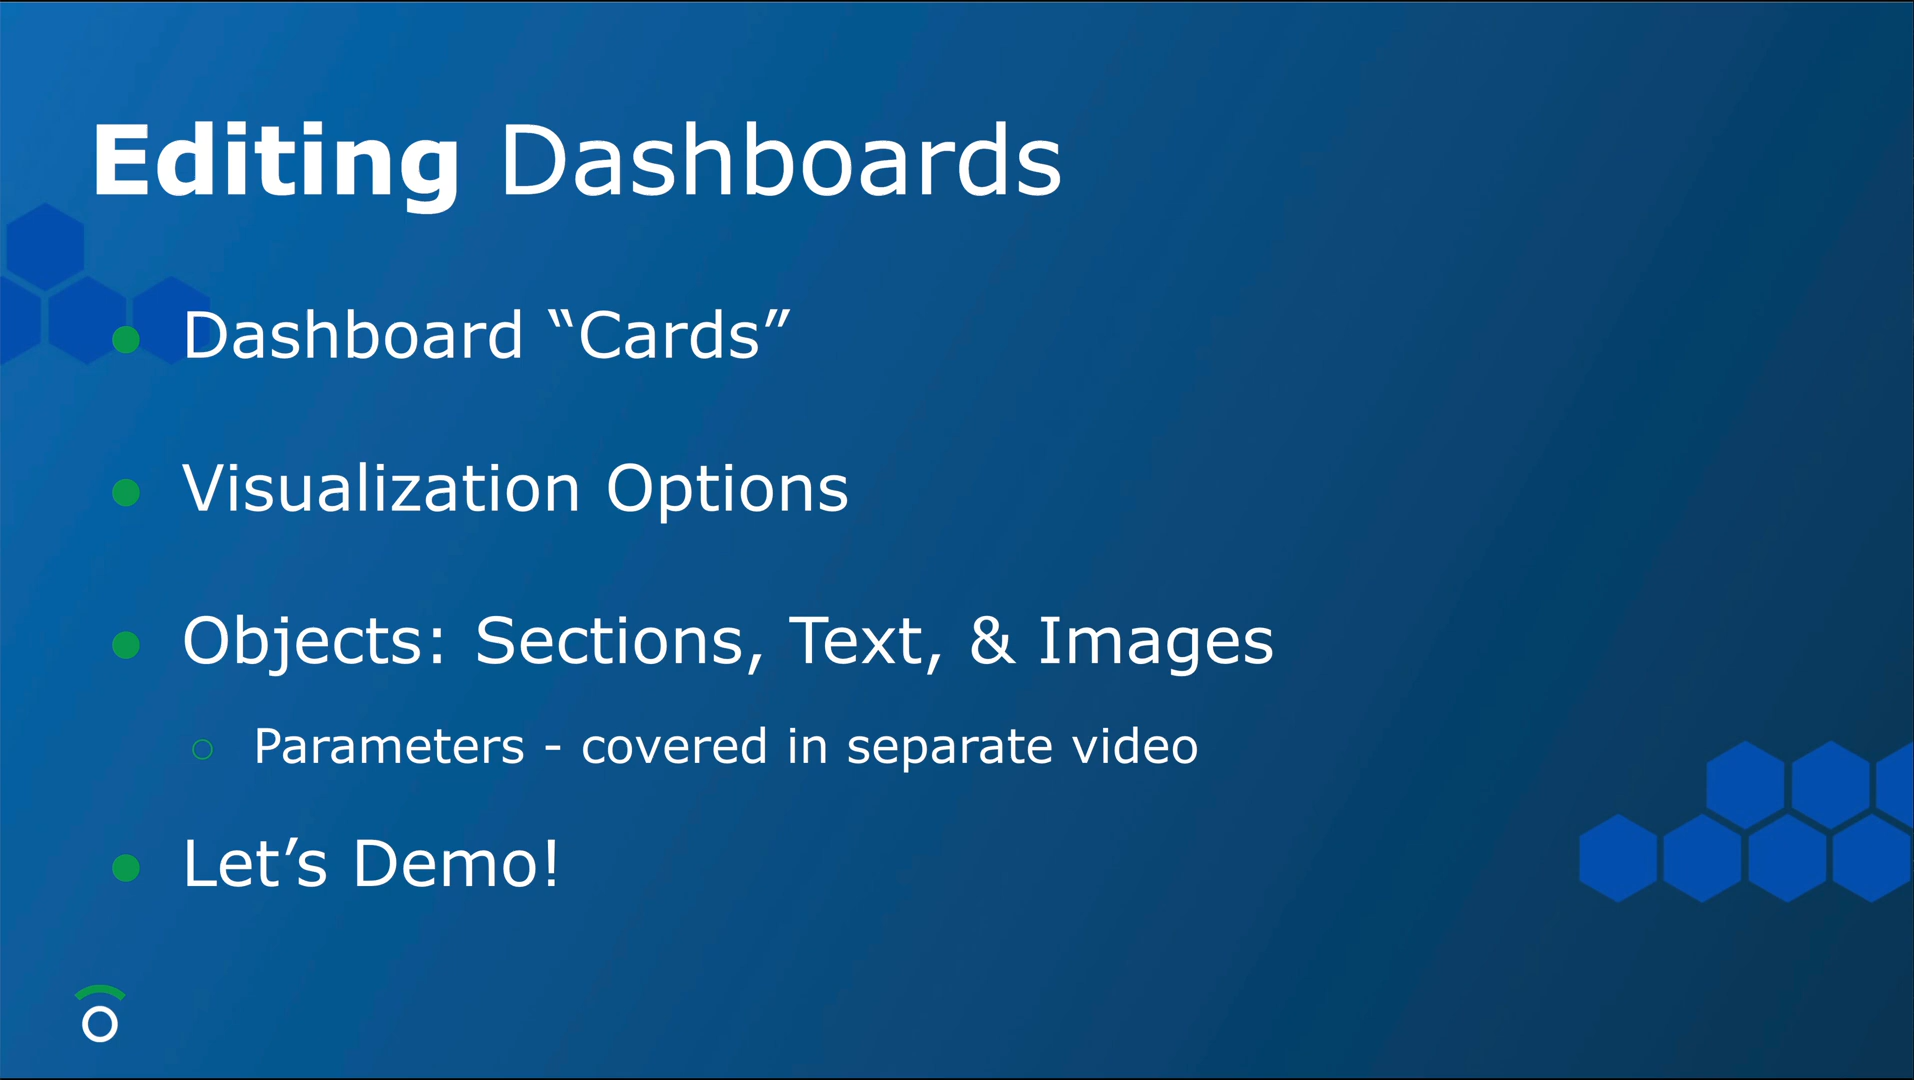 Editing Dashboards
● Dashboard “Cards”
● Visualization Options
● Objects: Sections, Text, & Images
○ Parameters - covered in separate video
● Let’s Demo!